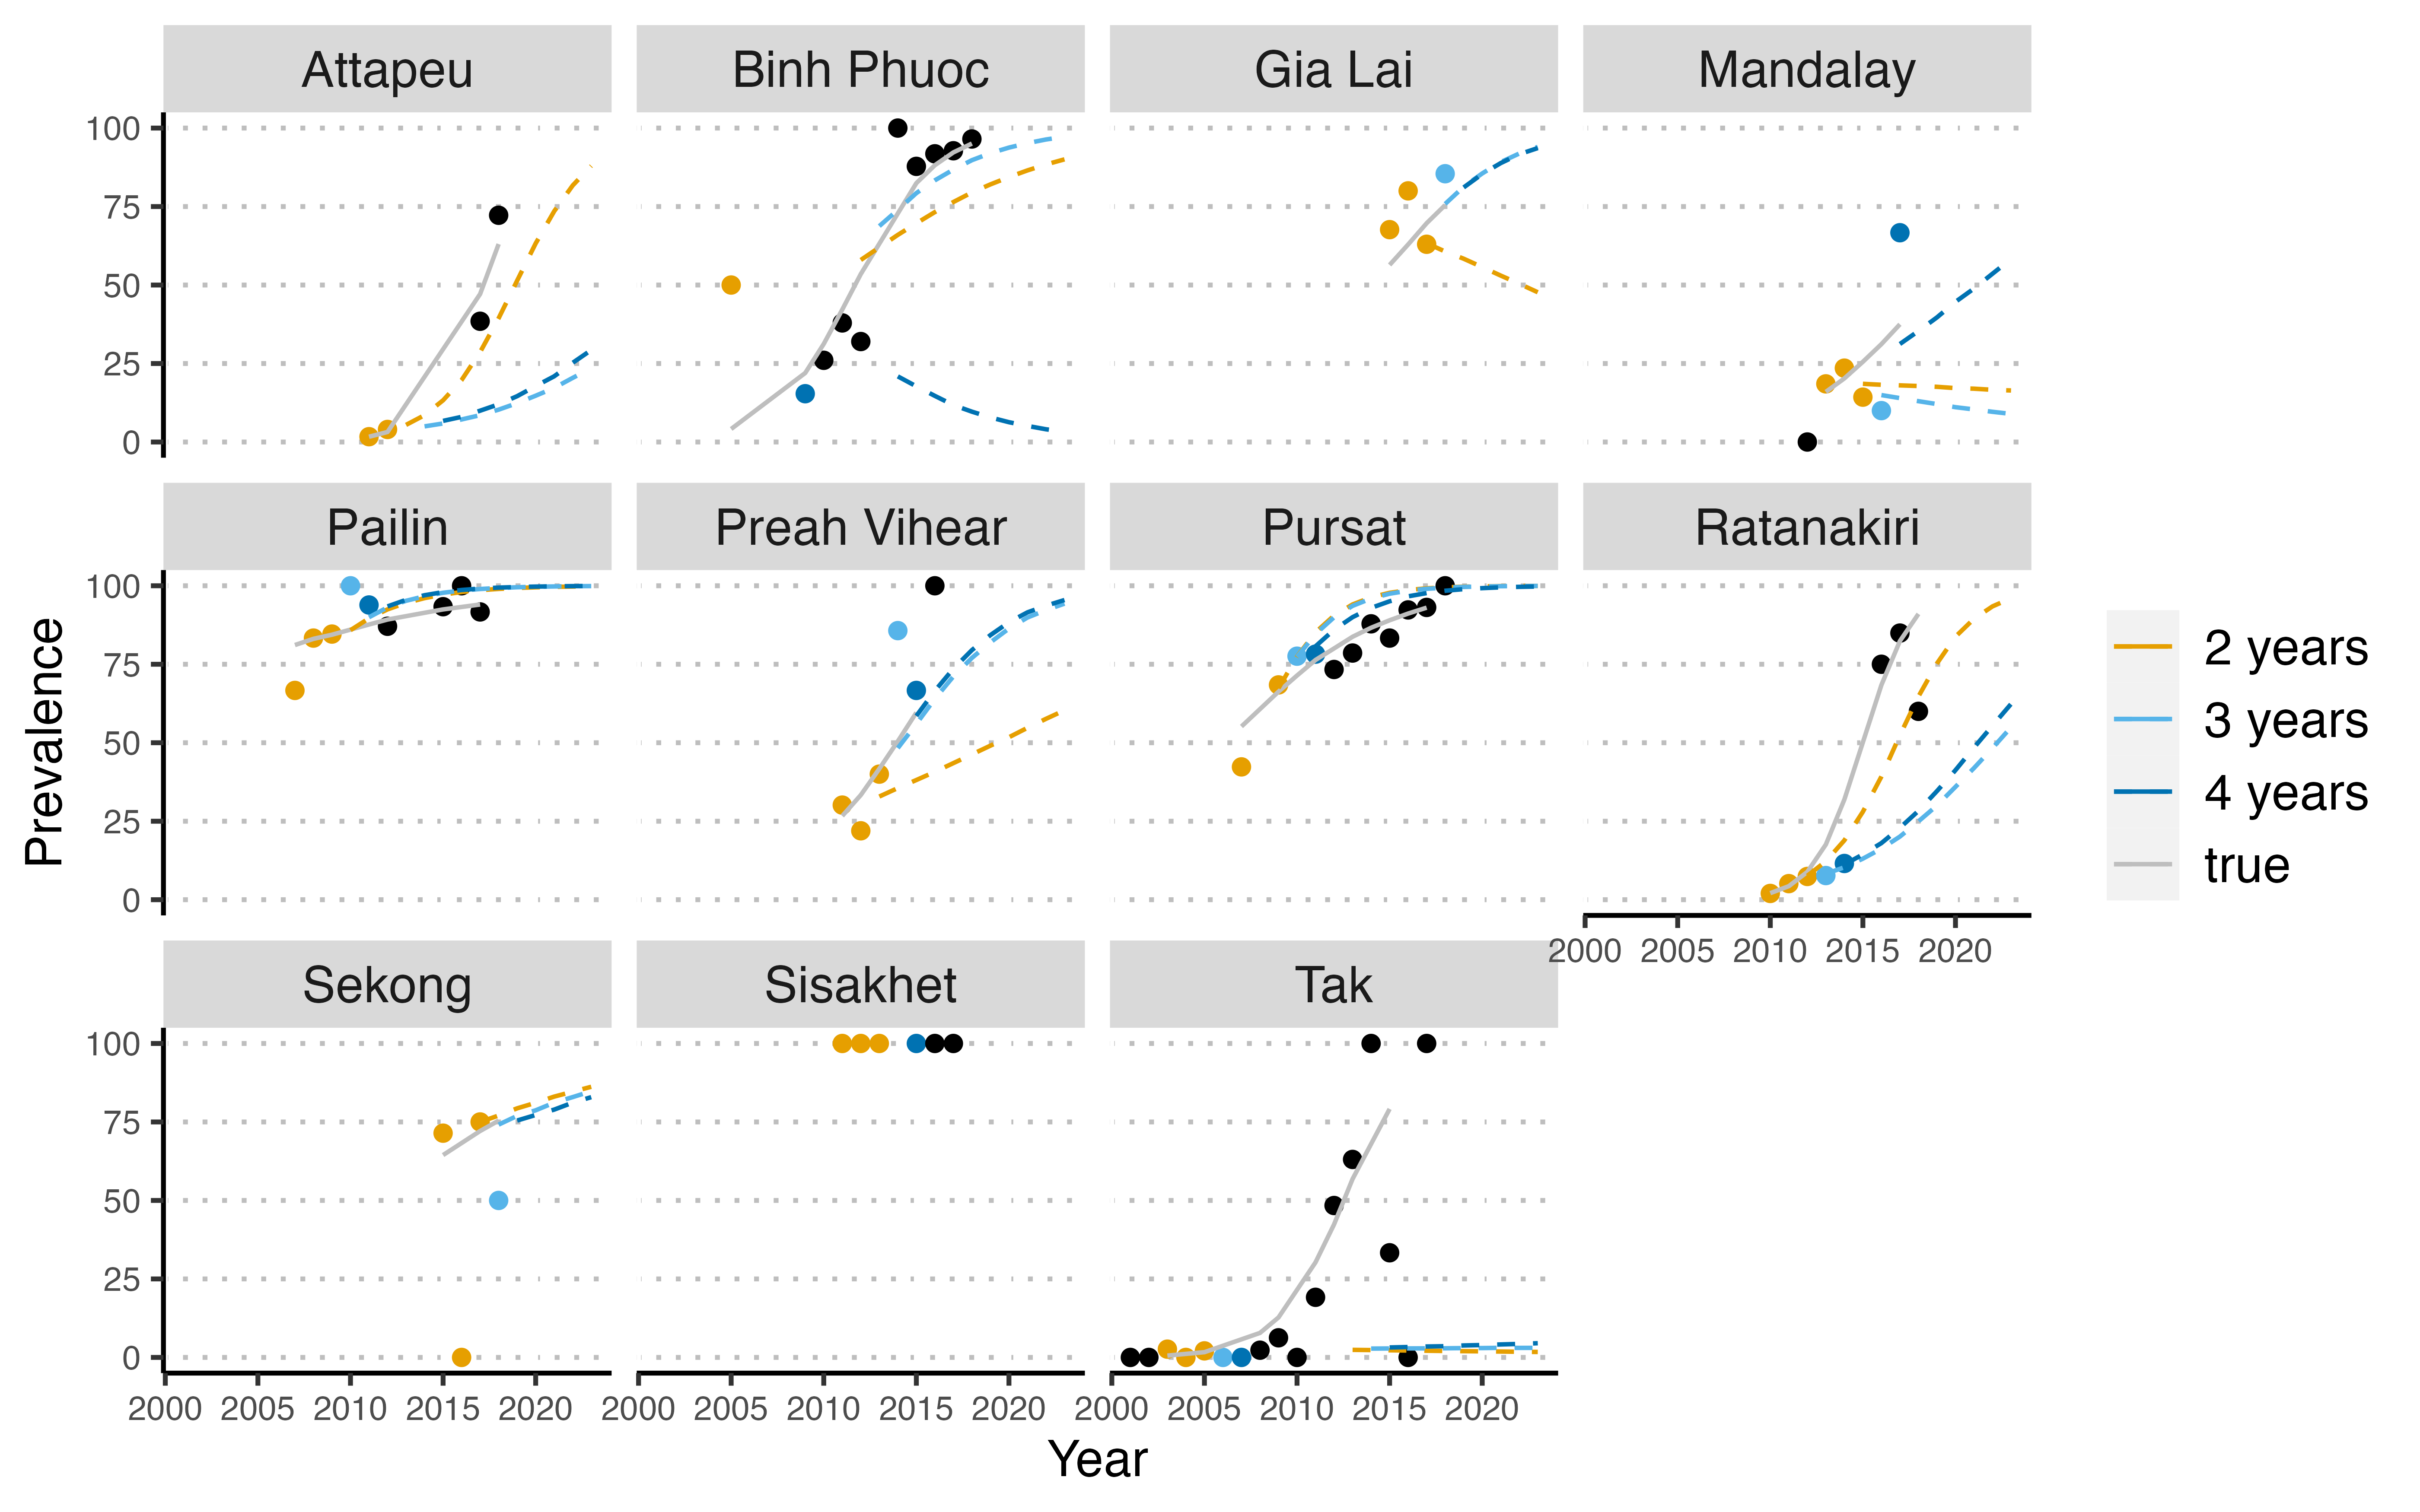 Attapeu Binh Phuoc Gia Lai Mandalay
100
75
50
25
0
Pailin Preah Vihear Pursat Ratanakiri
100
75
50
25
0
2000 2005 2010 2015 2020
Sekong Sisakhet Tak
100
75
50
25
0
2000 2005 2010 2015 2020 2000 2005 2010 2015 2020 2000 2005 2010 2015 2020
Year
Prevalence
2 years
3 years
4 years
true